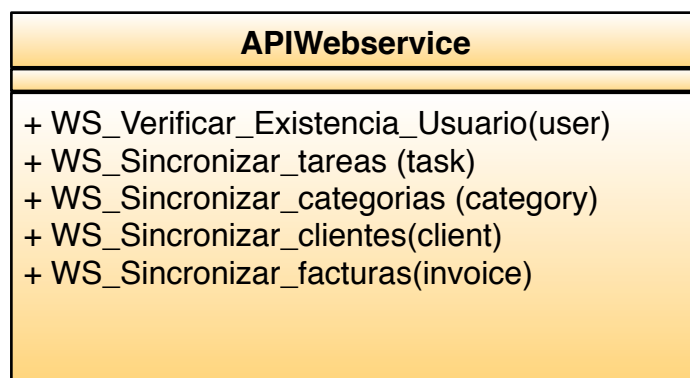 APIWebservice
+ WS_Verificar_Existencia_Usuario(user)
+ WS_Sincronizar_tareas (task)
+ WS_Sincronizar_categorias (category)
+ WS_Sincronizar_clientes(client)
+ WS_Sincronizar_facturas(invoice)